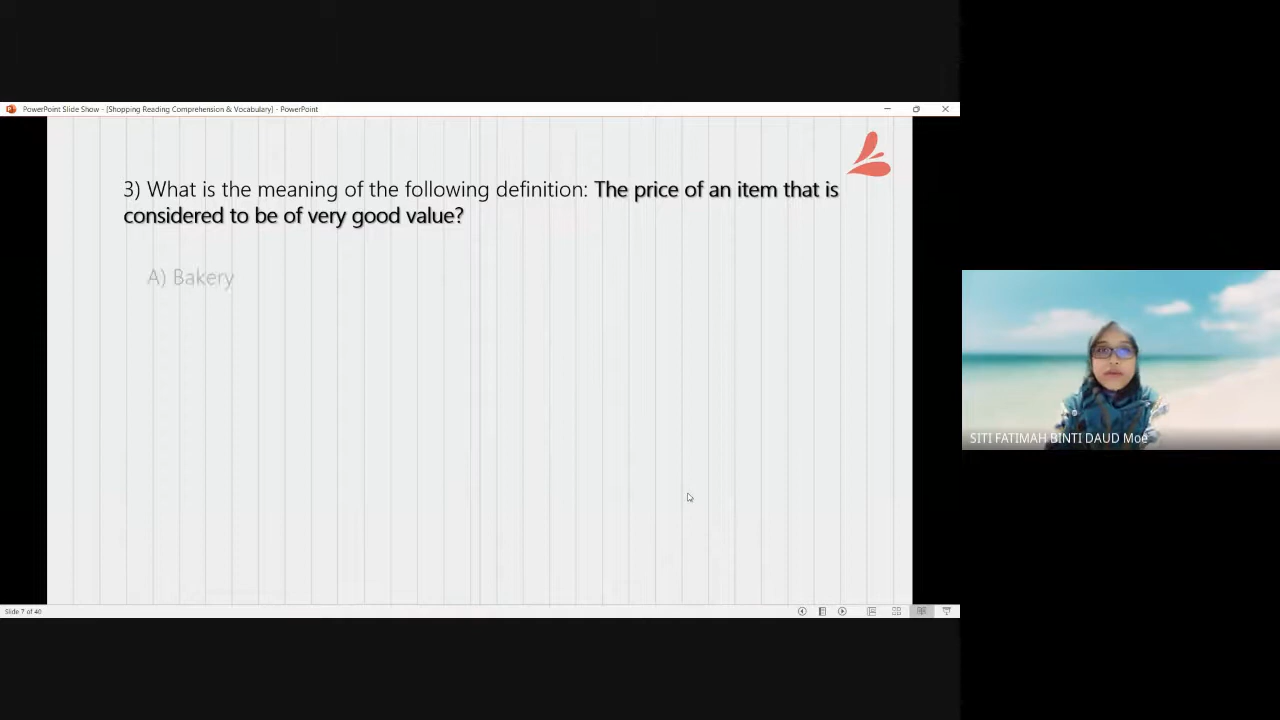 PowerPoint Slide Show - [Shopping Reading Comprehension & Vocabulary] - PowerPoint
3) What is the meaning of the following definition: The price of an item that is
considered to be of very good value?
A) Bakery
SITI FATIMAH BINTI DAUD Moe
Slide 7 of 40